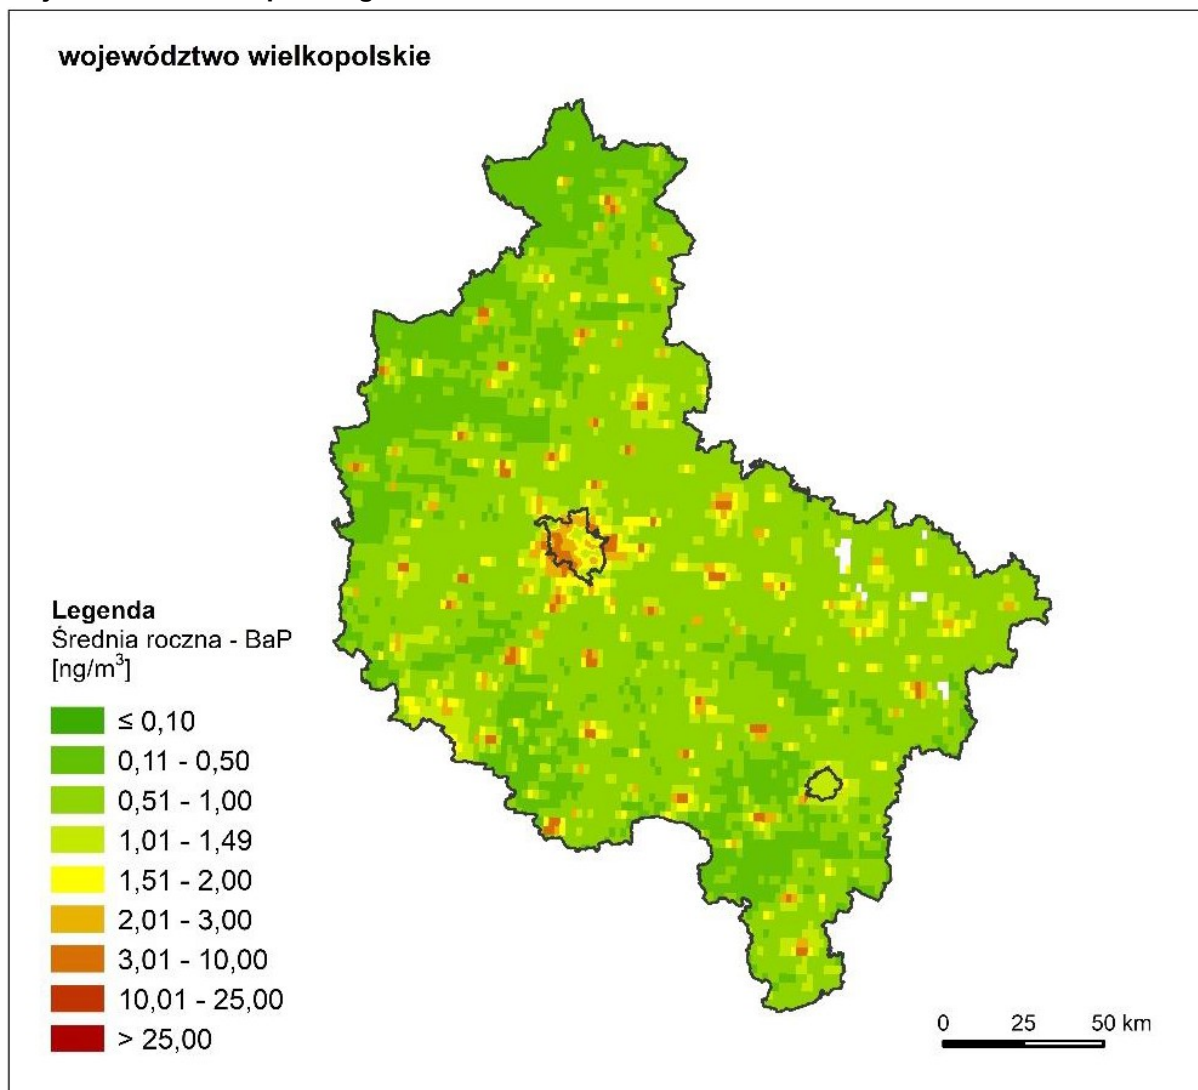 województwo wielkopolskie
Legenda
Średnia roczna - BaP
[ng/m³]
≤ 0,10
0,11 - 0,50
0,51 - 1,00
1,01 - 1,49
1,51 - 2,00
2,01 - 3,00
3,01 - 10,00
10,01 - 25,00
> 25,00
0 25 50 km